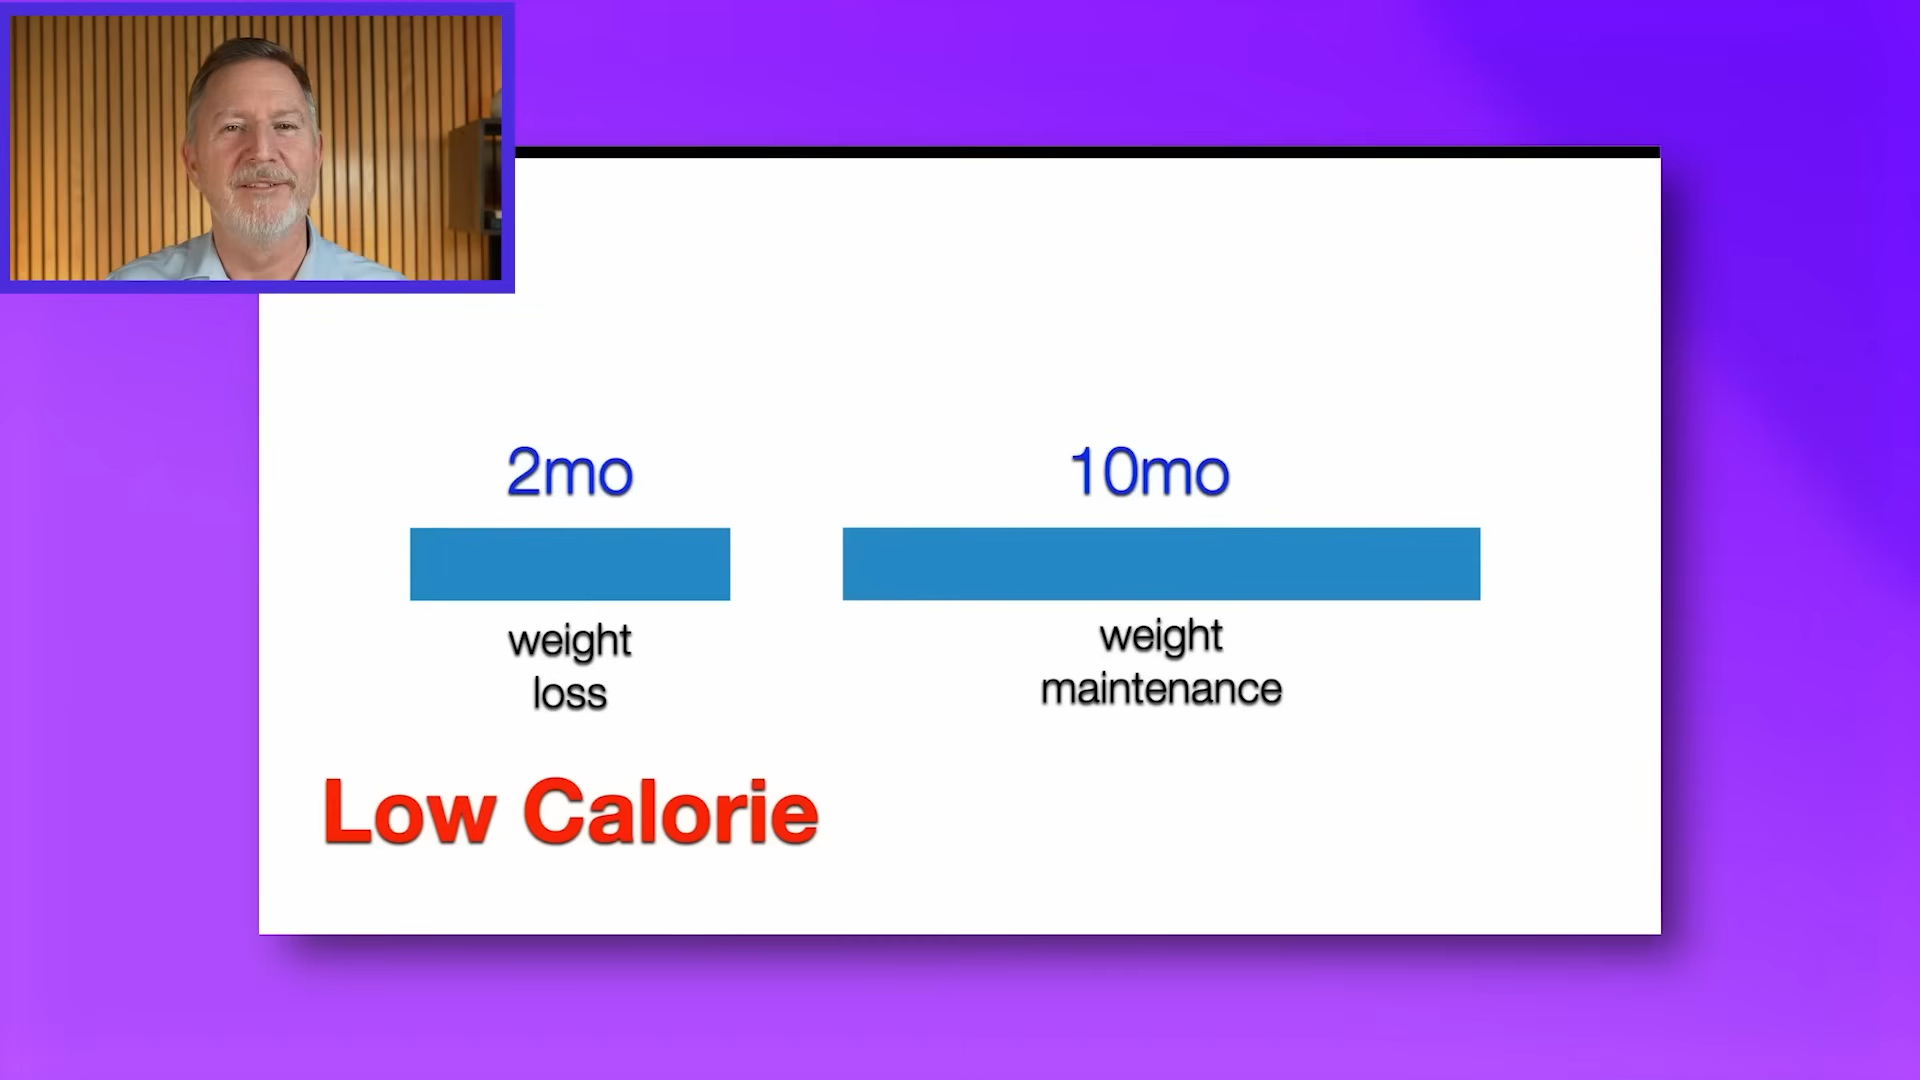 2mo
10mo
weight
loss
weight
maintenance
Low Calorie